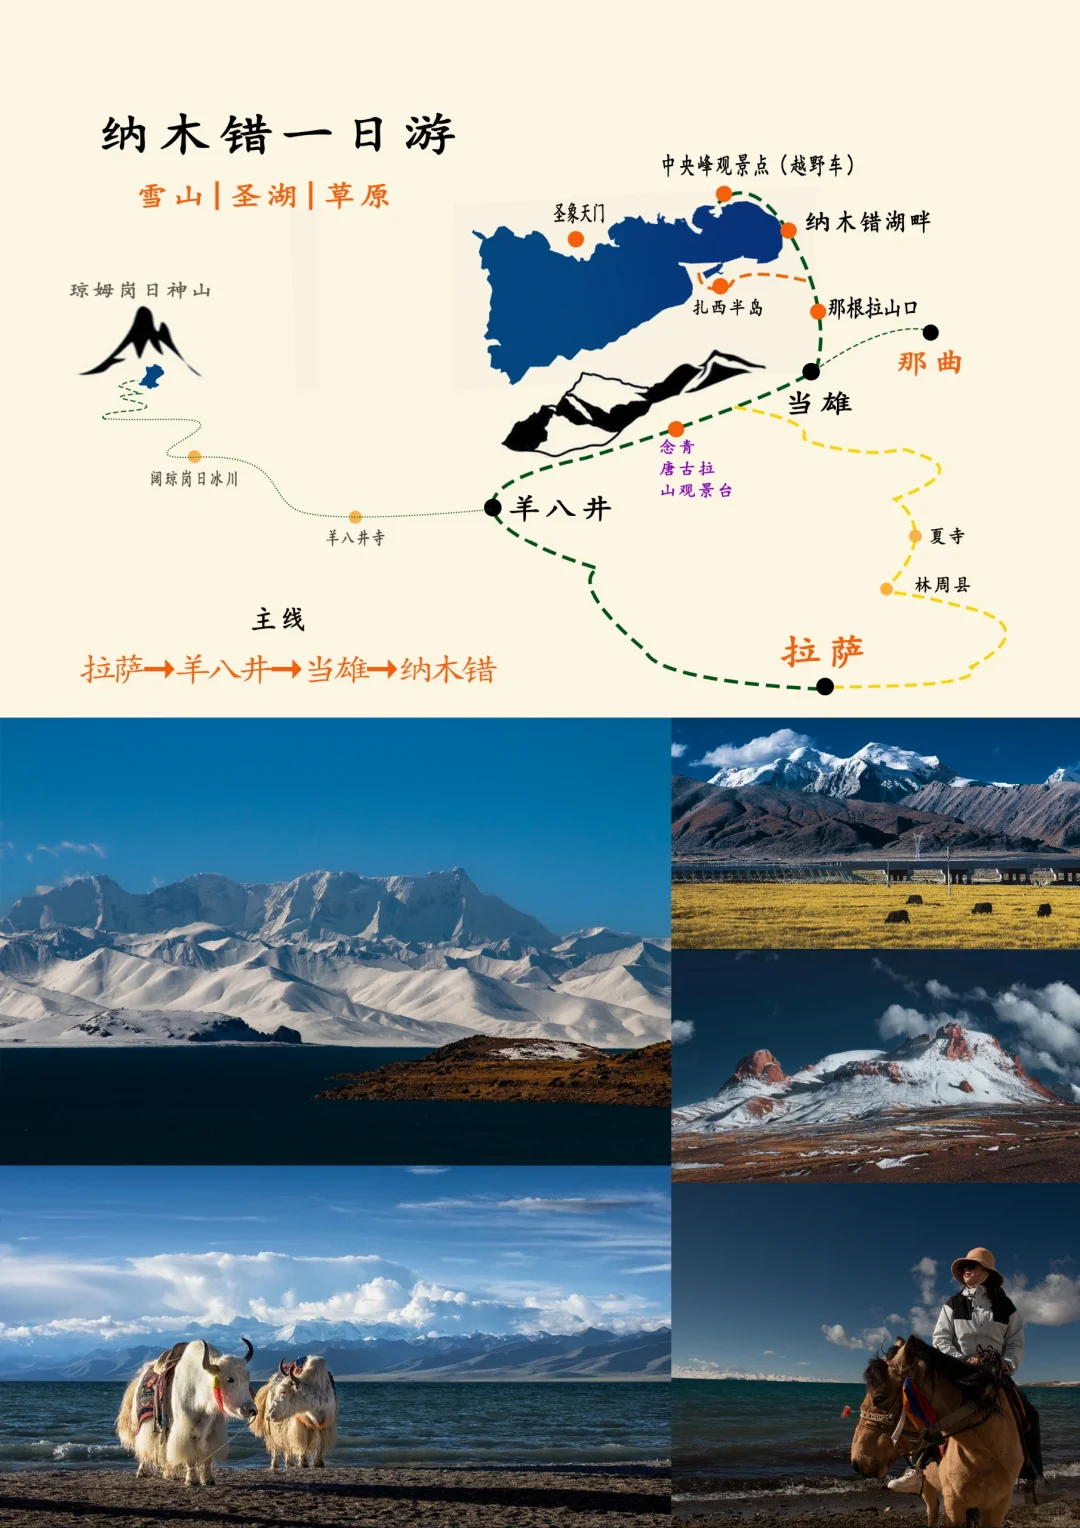 纳木错一日游
雪山|圣湖|草原
中央峰观景点（越野车）
圣象天门
纳木错湖畔
琼姆岗日神山
扎西半岛
那根拉山口
那曲
当雄
念青
唐古拉
山观景台
阔琼岗日冰川
羊八井
羊八井寺
夏寺
林周县
主线
拉萨
拉萨→羊八井→当雄→纳木错